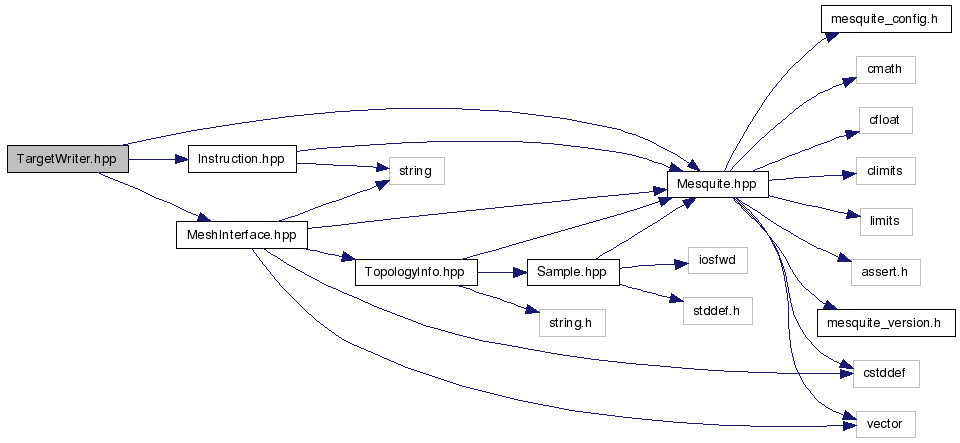 mesquite_config.h
cmath
cfloat
TargetWriter.hpp
Instruction.hpp
string
climits
Mesquite.hpp
limits
MeshInterface.hpp
iosfwd
TopologyInfo.hpp
Sample.hpp
assert.h
stddef.h
string.h
mesquite_version.h
cstddef
vector